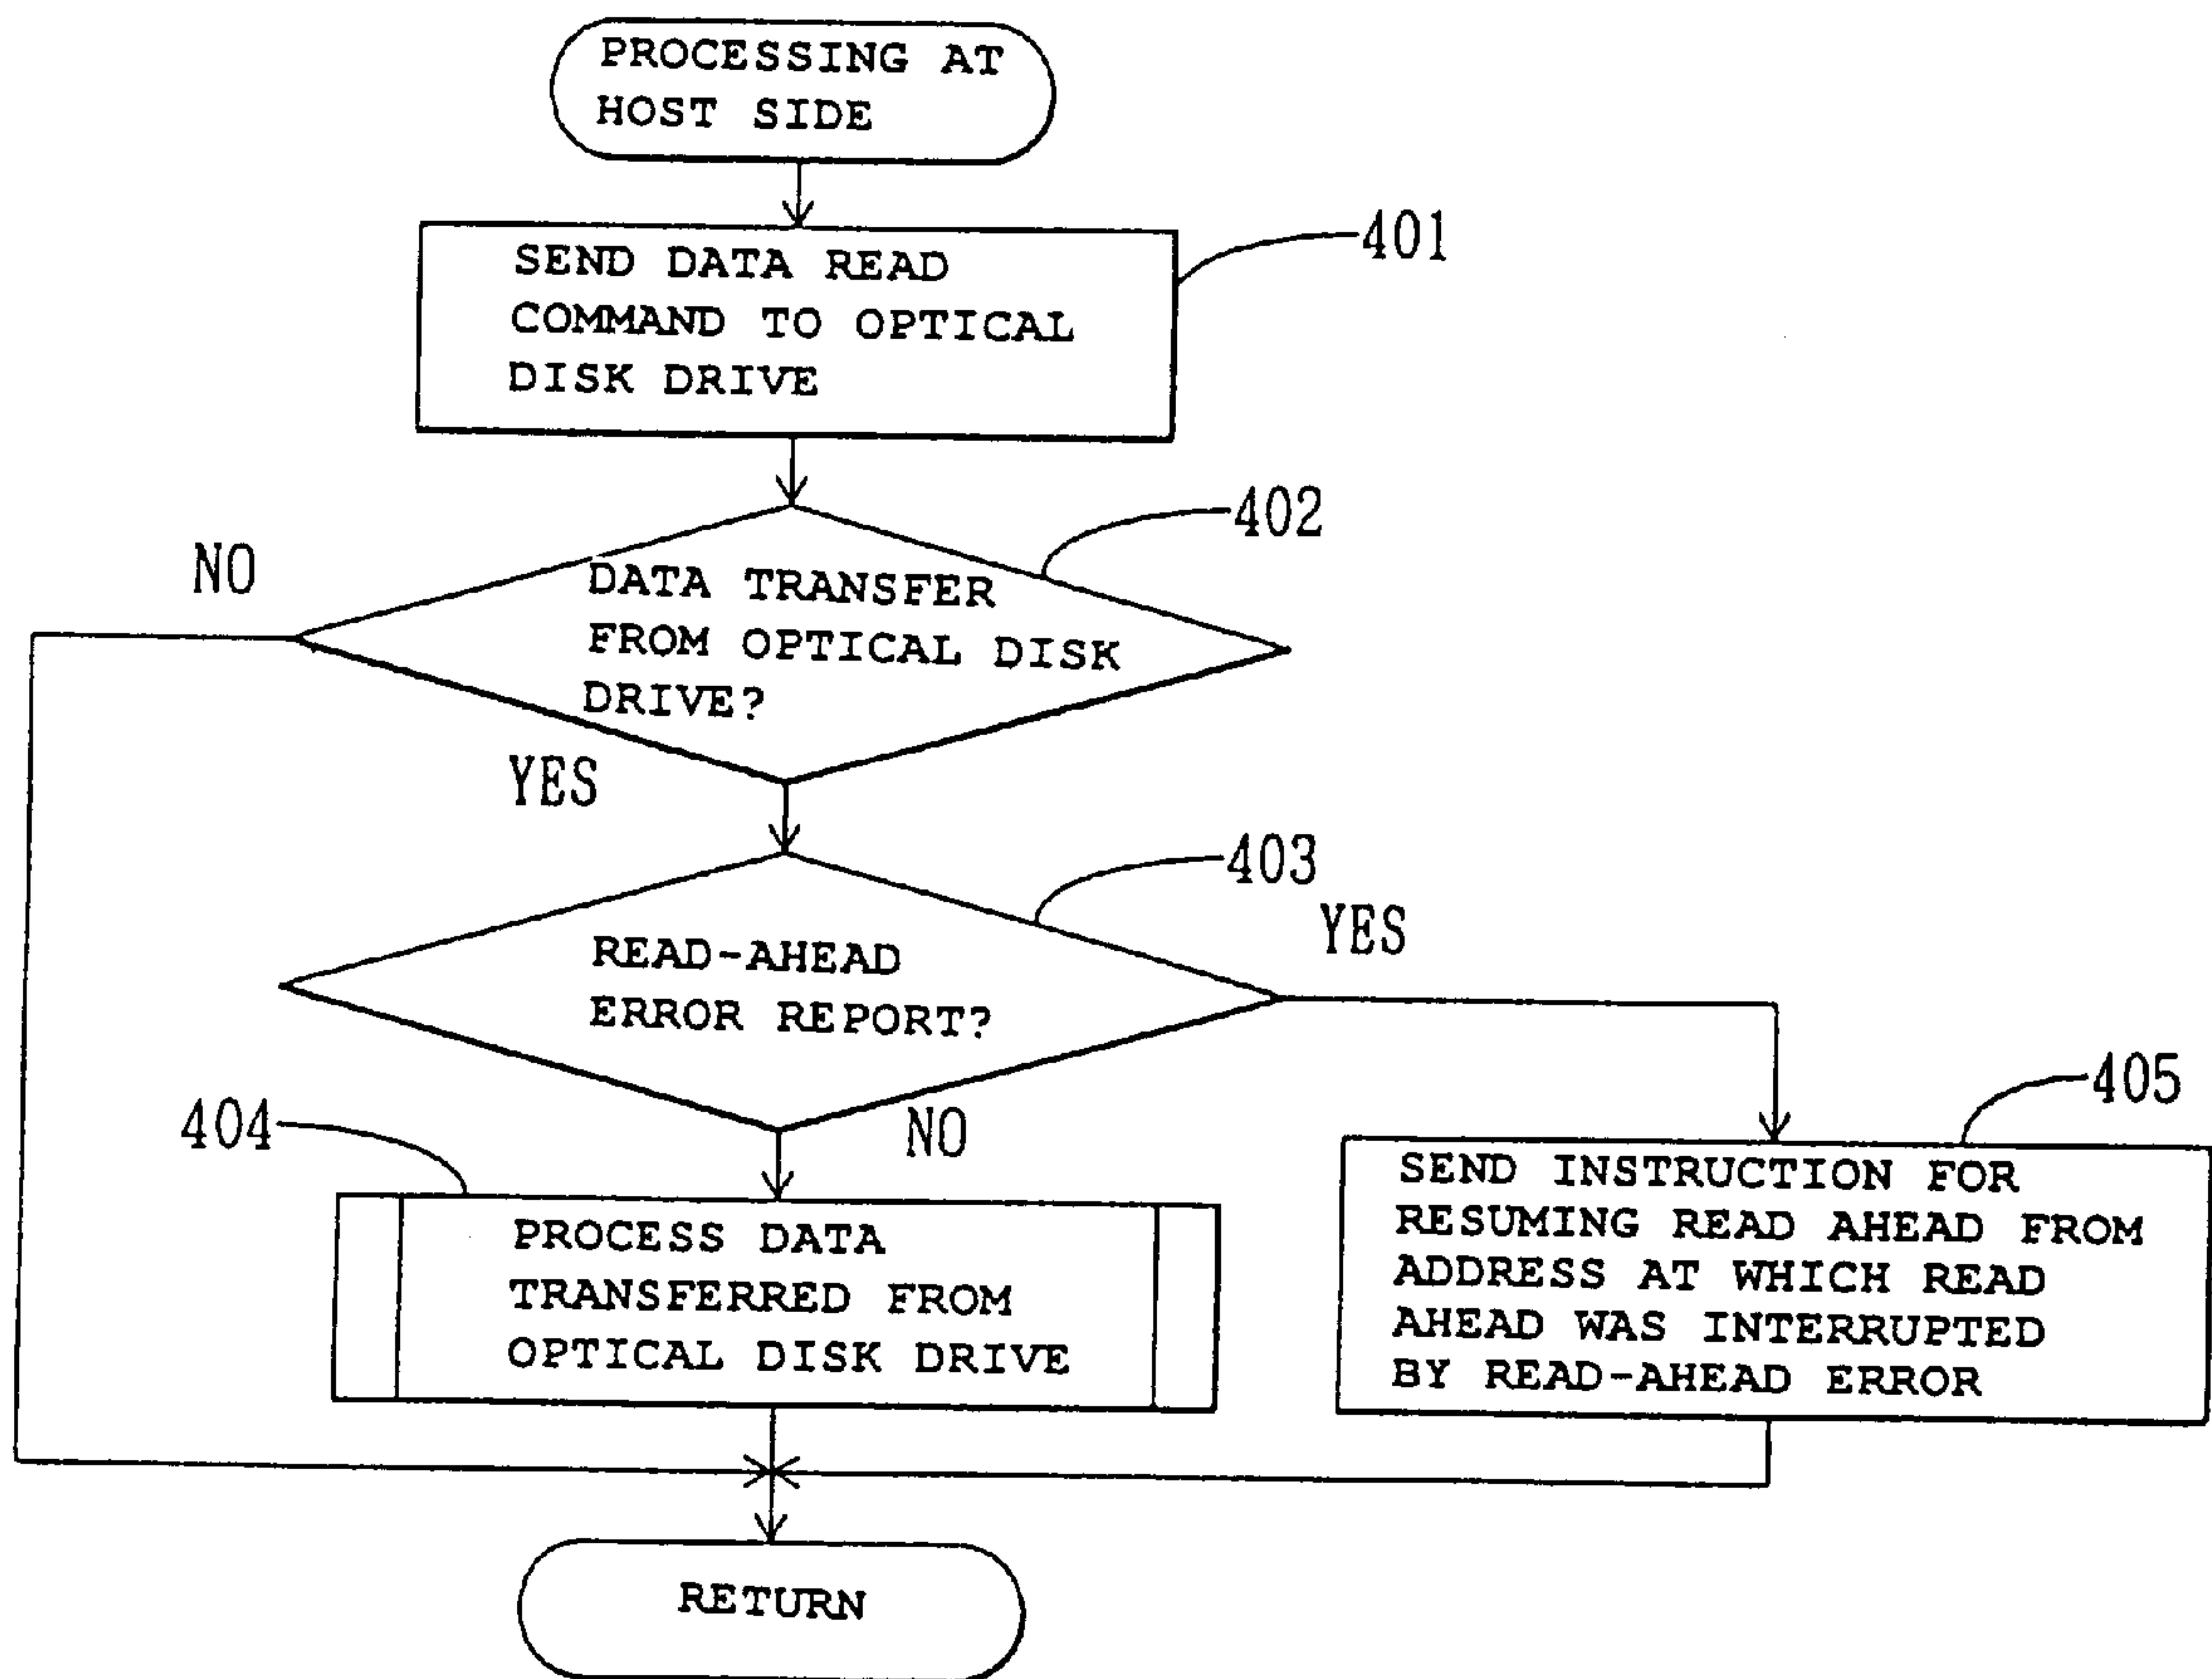 PROCESSING AT
HOST SIDE
SEND DATA READ
COMMAND TO OPTICAL
DISK DRIVE
401
402
NO
DATA TRANSFER
FROM OPTICAL DISK
DRIVE?
YES
403
YES
READ-AHEAD
ERROR REPORT?
NO
404
PROCESS DATA
TRANSFERRED FROM
OPTICAL DISK DRIVE
405
SEND INSTRUCTION FOR
RESUMING READ AHEAD FROM
ADDRESS AT WHICH READ
AHEAD WAS INTERRUPTED
BY READ-AHEAD ERROR
RETURN